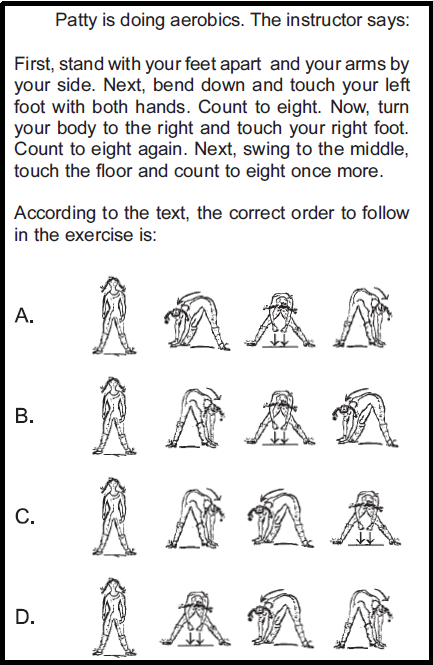 Patty is doing aerobics. The instructor says:
First, stand with your feet apart and your arms by
your side. Next, bend down and touch your left
foot with both hands. Count to eight. Now, turn
your body to the right and touch your right foot.
Count to eight again. Next, swing to the middle,
touch the floor and count to eight once more.
According to the text, the correct order to follow
in the exercise is:
A.
B.
C.
D.